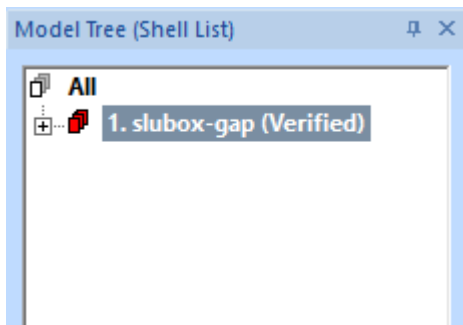 Model Tree (Shell List)
All
1. slubox-gap (Verified)